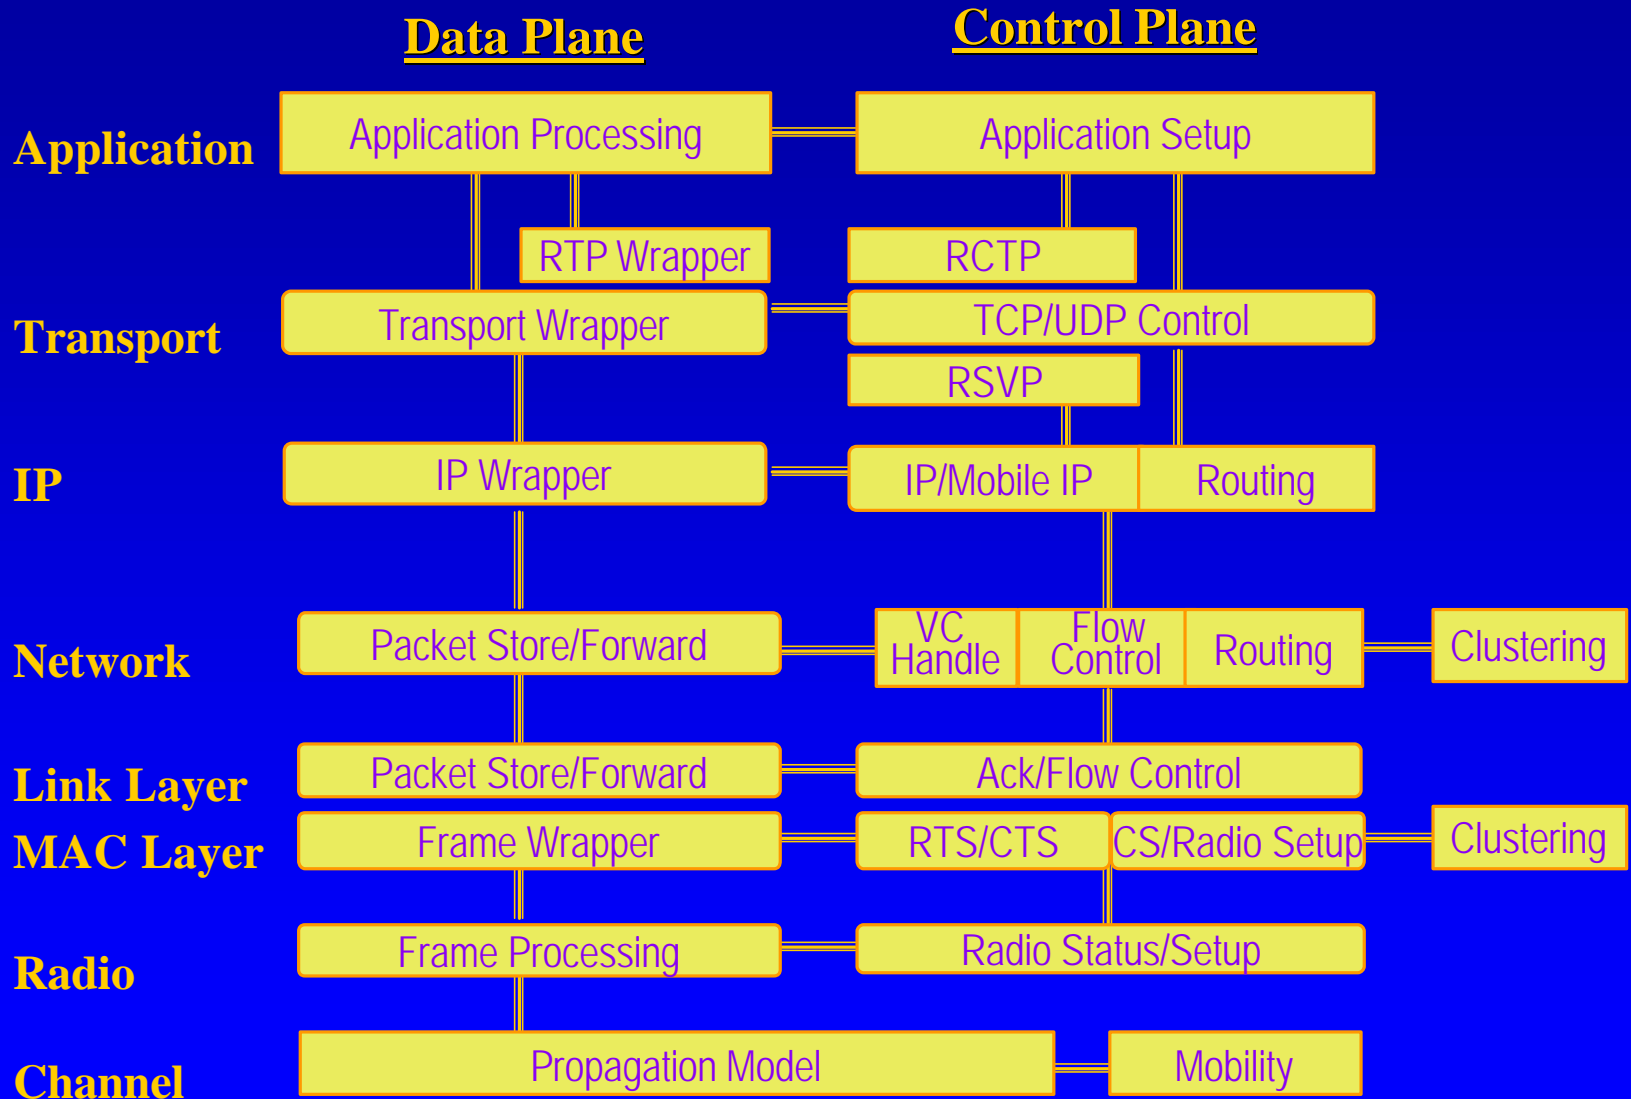 Data Plane
Control Plane
Application
Application Processing
Application Setup
RTP Wrapper
RCTP
Transport
Transport Wrapper
TCP/UDP Control
RSVP
IP
IP Wrapper
IP/Mobile IP
Routing
Network
Packet Store/Forward
VC
Handle
Flow
Control
Routing
Clustering
Link Layer
Packet Store/Forward
Ack/Flow Control
MAC Layer
Frame Wrapper
RTS/CTS
CS/Radio Setup
Clustering
Radio
Frame Processing
Radio Status/Setup
Channel
Propagation Model
Mobility